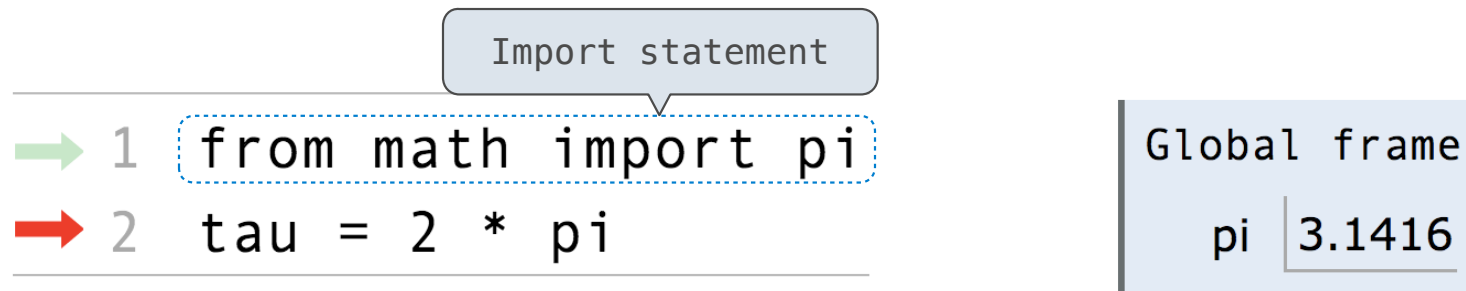 Import statement
1 from math import pi
2 tau = 2 * pi
Global frame
pi 3.1416